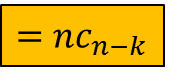 = nc_{n-k}